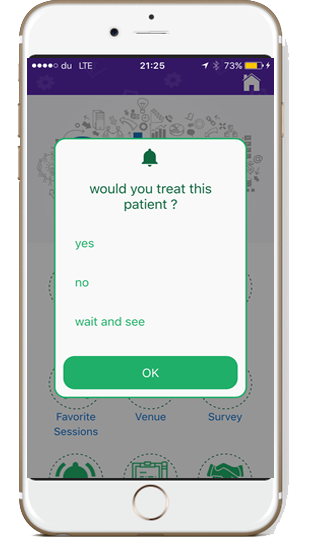 du LTE 21:25 73%
would you treat this
patient ?
yes
no
wait and see
OK
Favorite
Sessions
Venue
Survey